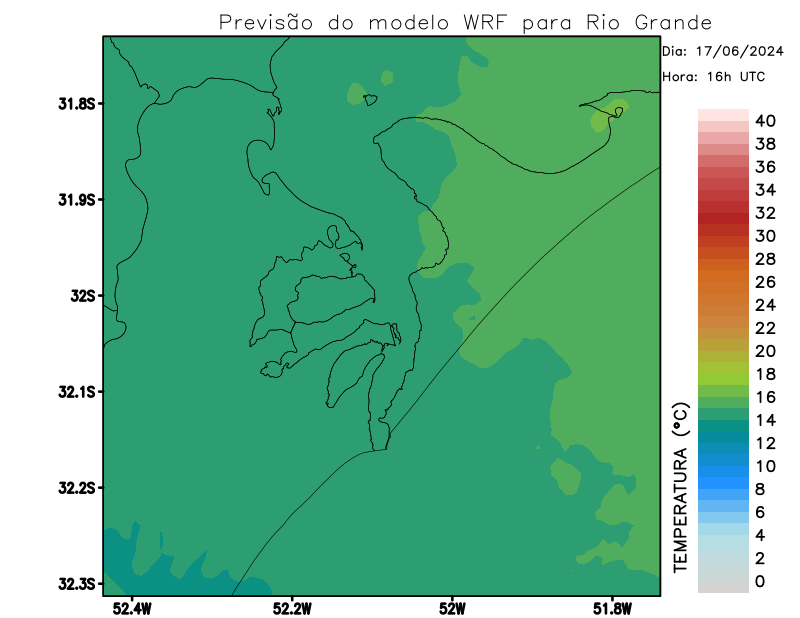 Previsão do modelo WRF para Rio Grande
Dia: 17/06/2024
Hora: 16h UTC
31.8S
31.9S
32S
32.1S
32.2S
32.3S
52.4W
52.2W
52W
51.8W
TEMPERATURA (°C)
40
38
36
34
32
30
28
26
24
22
20
18
16
14
12
10
8
6
4
2
0